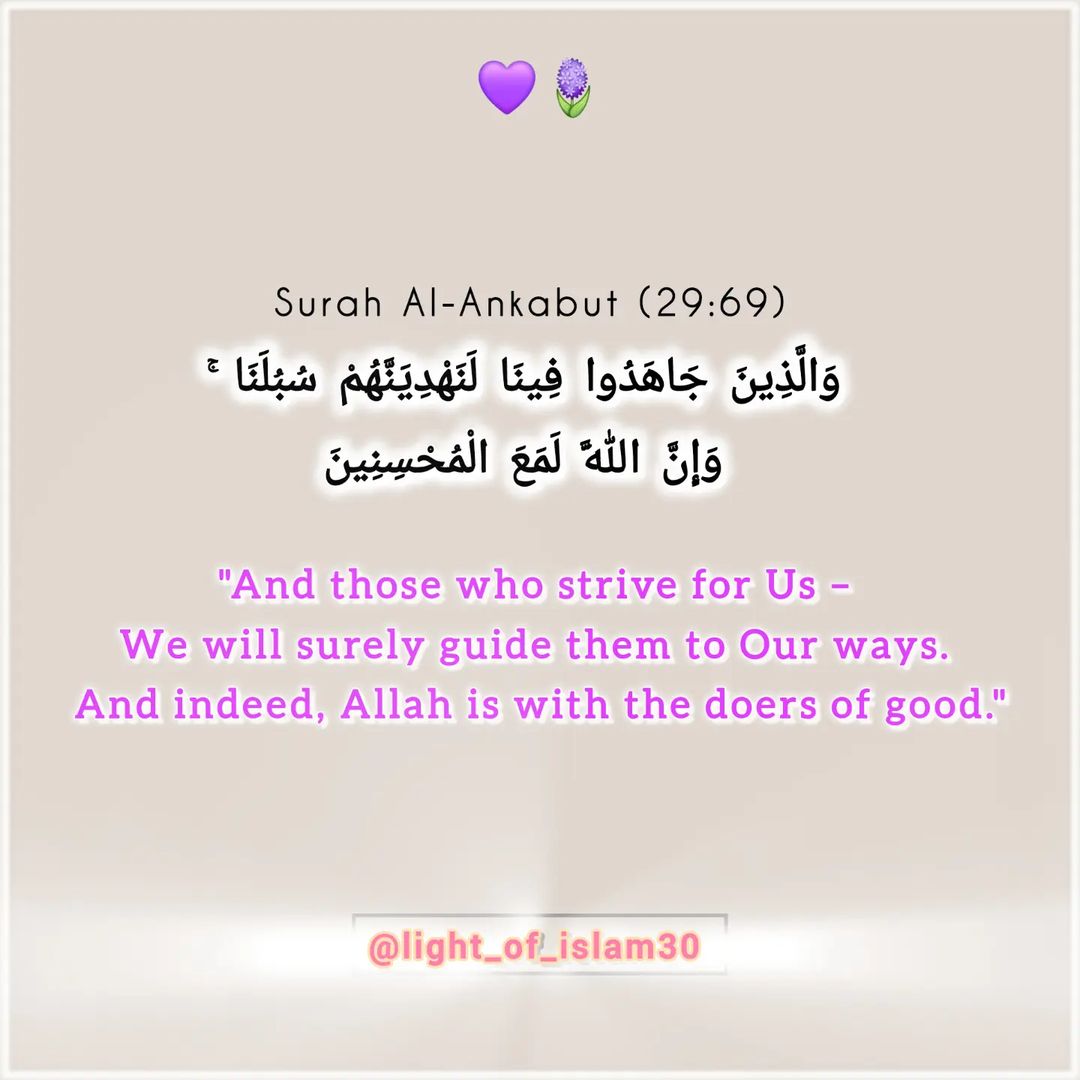 Surah Al-Ankabut (29:69)
وَالَّذِينَ جَاهَدُوا فِينَا لَنَهْدِيَنَّهُمْ سُبُلَنَا ۚ
وَإِنَّ اللَّهَ لَمَعَ الْمُحْسِنِينَ
"And those who strive for Us –
We will surely guide them to Our ways.
And indeed, Allah is with the doers of good."
@light_of_islam30